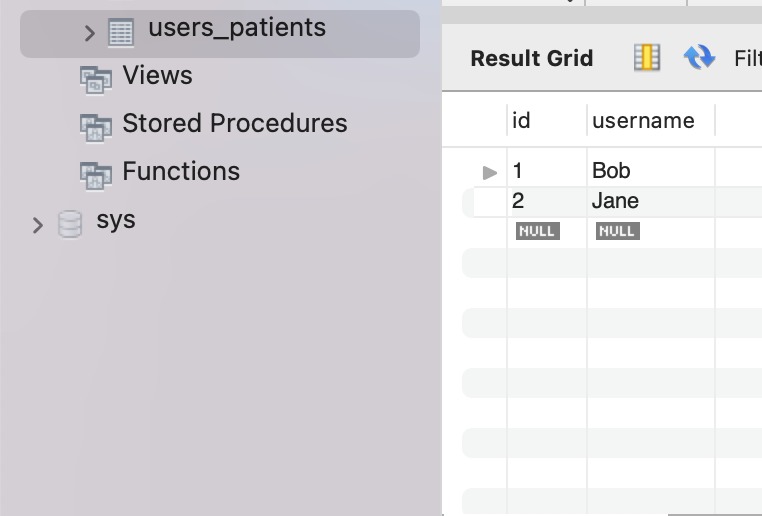 users_patients
Views
Stored Procedures
Functions
sys
Result Grid Filt
id username
1 Bob
2 Jane
NULL NULL